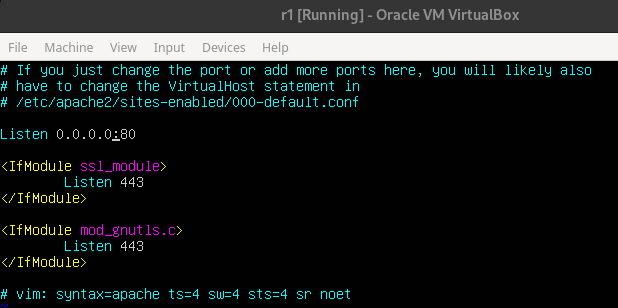 r1 [Running] - Oracle VM VirtualBox
File Machine View Input Devices Help
# If you just change the port or add more ports here, you will likely also
# have to change the VirtualHost statement in
# /etc/apache2/sites-enabled/000-default.conf
Listen 0.0.0.0:80
<IfModule ssl_module>
Listen 443
</IfModule>
<IfModule mod_gnutls.c>
Listen 443
</IfModule>
# vim: syntax=apache ts=4 sw=4 sts=4 sr noet
~